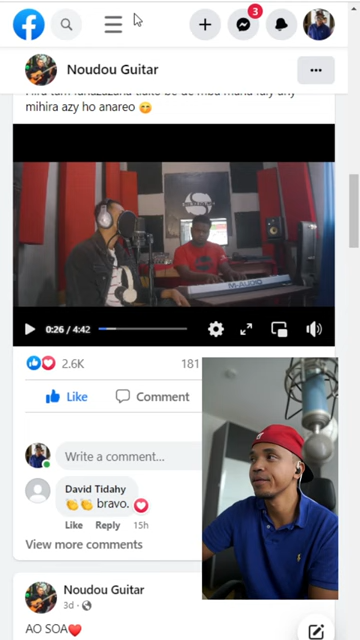 3
Noudou Guitar
mihira azy ho anareo 😊
M-AUDIO
0:26 / 4:42
2.6K
181
Like
Comment
Write a comment...
David Tidahy
👏👏 bravo.
Like Reply 15h
View more comments
Noudou Guitar
3d
AO SOA❤️